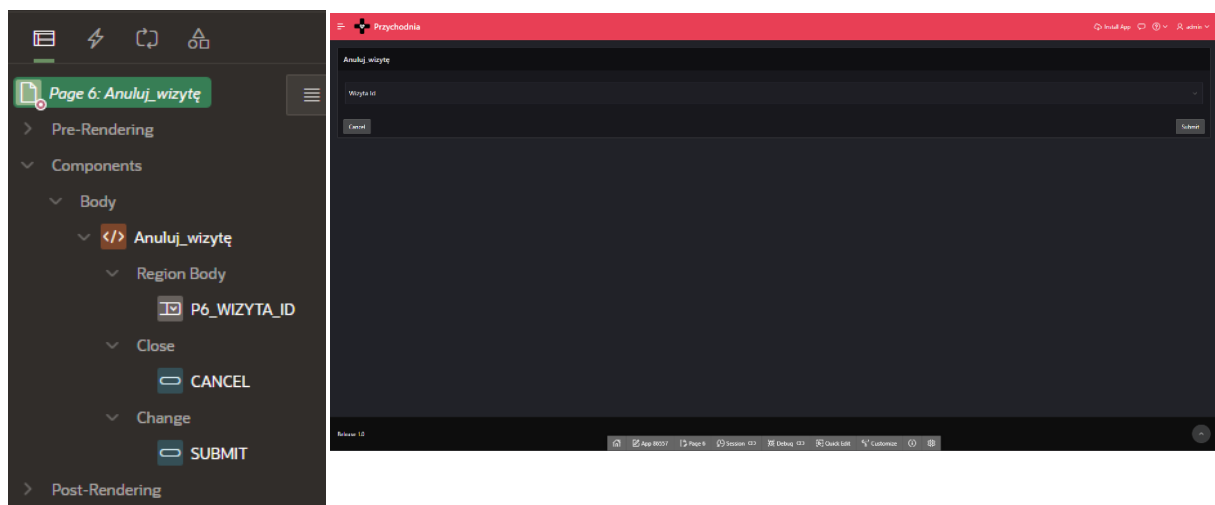 Page 6: Anuluj_wizytę
Pre-Rendering
Components
Body
Anuluj_wizytę
Region Body
P6_WIZYTA_ID
Close
CANCEL
Change
SUBMIT
Post-Rendering
Przychodnia
Install App
admin
Anuluj_wizytę
Wizyta Id
Cancel
Submit
Release 1.0
App 86557 Page 6 Session Debug Quick Edit Customize